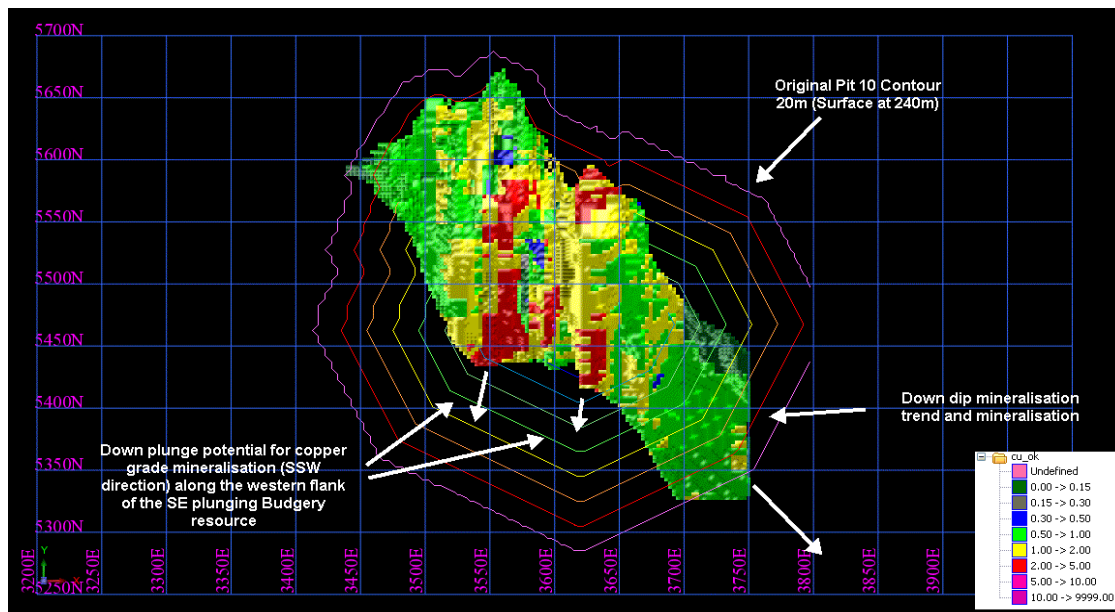 5700N
5650N
5600N
5550N
5500N
5450N
5400N
5350N
5300N
5250N
3200E
3250E
3300E
3350E
3400E
3450E
3500E
3550E
3600E
3650E
3700E
3750E
3800E
3850E
3900E
Original Pit 10 Contour
20m (Surface at 240m)
Down dip mineralisation
trend and mineralisation
Down plunge potential for copper
grade mineralisation (SSW
direction) along the western flank
of the SE plunging Budgery
resource
Y
X
cu_ok
Undefined
0.00 -> 0.15
0.15 -> 0.30
0.30 -> 0.50
0.50 -> 1.00
1.00 -> 2.00
2.00 -> 5.00
5.00 -> 10.00
10.00 -> 9999.00